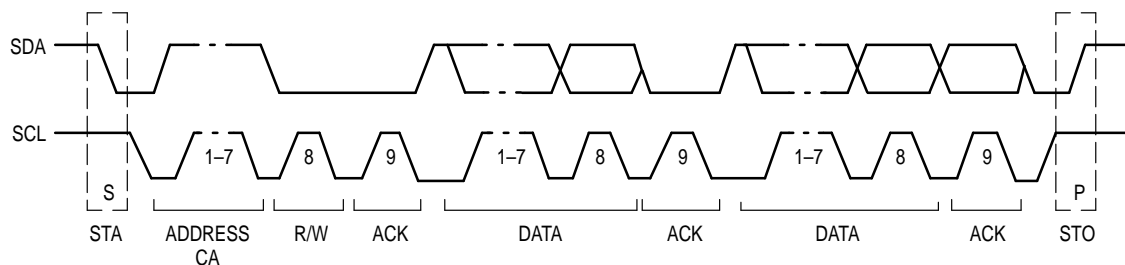 SDA
SCL
1–7 8 9 1–7 8 9 1–7 8 9
S P
STA ADDRESS CA R/W ACK DATA ACK DATA ACK STO